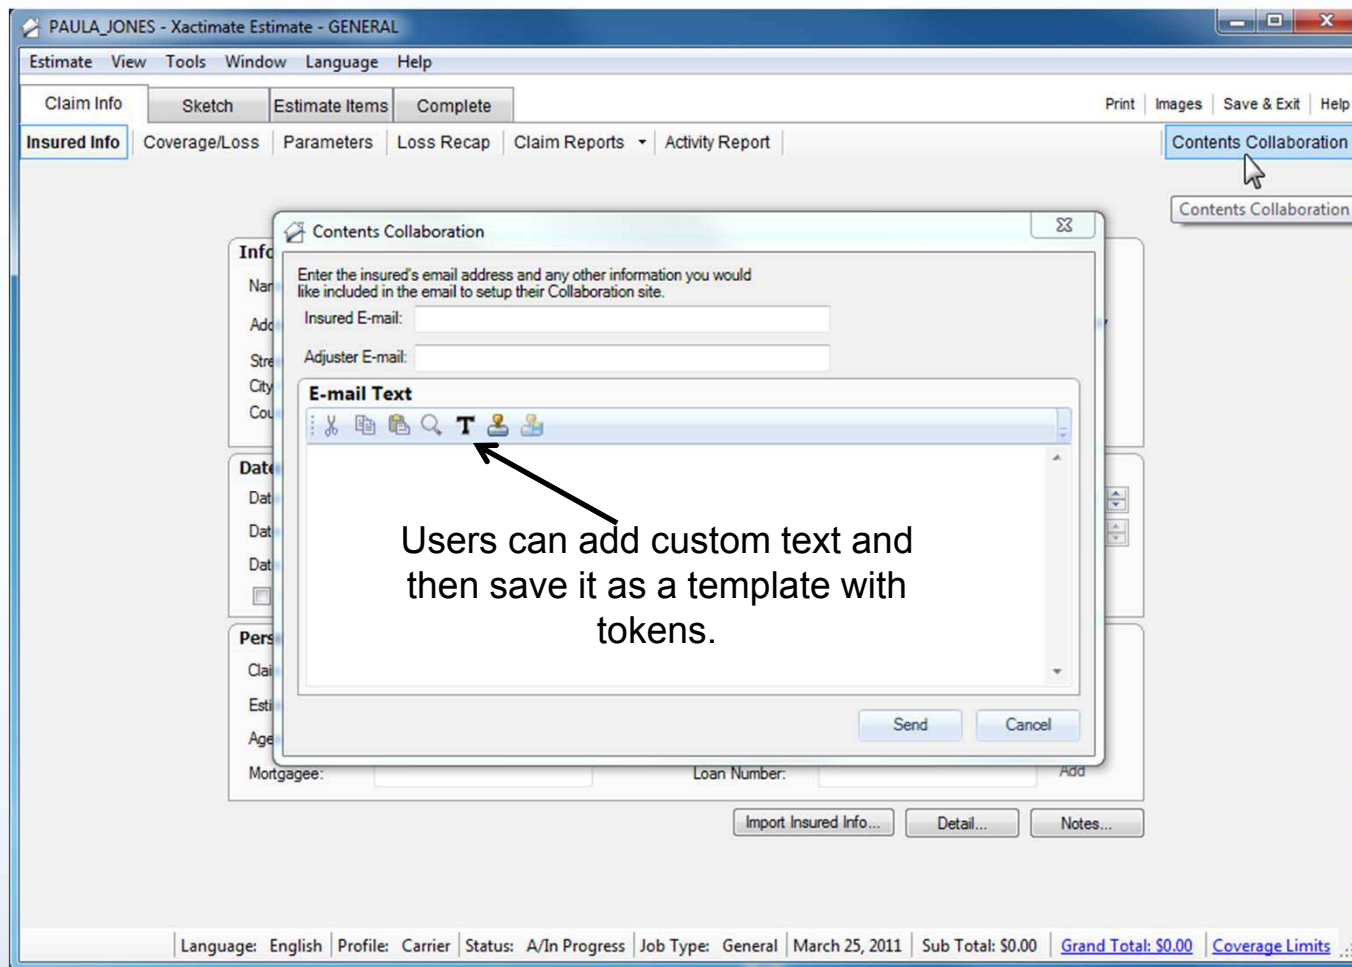 PAULA_JONES - Xactimate Estimate - GENERAL
Estimate View Tools Window Language Help
Claim Info Sketch Estimate Items Complete Print Images Save & Exit Help
Insured Info Coverage/Loss Parameters Loss Recap Claim Reports Activity Report Contents Collaboration
Contents Collaboration
Contents Collaboration
Enter the insured's email address and any other information you would
like included in the email to setup their Collaboration site.
Insured E-mail:
Adjuster E-mail:
E-mail Text
T
Users can add custom text and
then save it as a template with
tokens.
Send Cancel
Info
Nar
Add
Stre
City
Cou
Date
Dat
Dat
Dat
Pers
Clai
Esti
Age
Mortgagee: Loan Number: Add
Import Insured Info... Detail... Notes...
Language: English Profile: Carrier Status: A/In Progress Job Type: General March 25, 2011 Sub Total: $0.00 Grand Total: $0.00 Coverage Limits